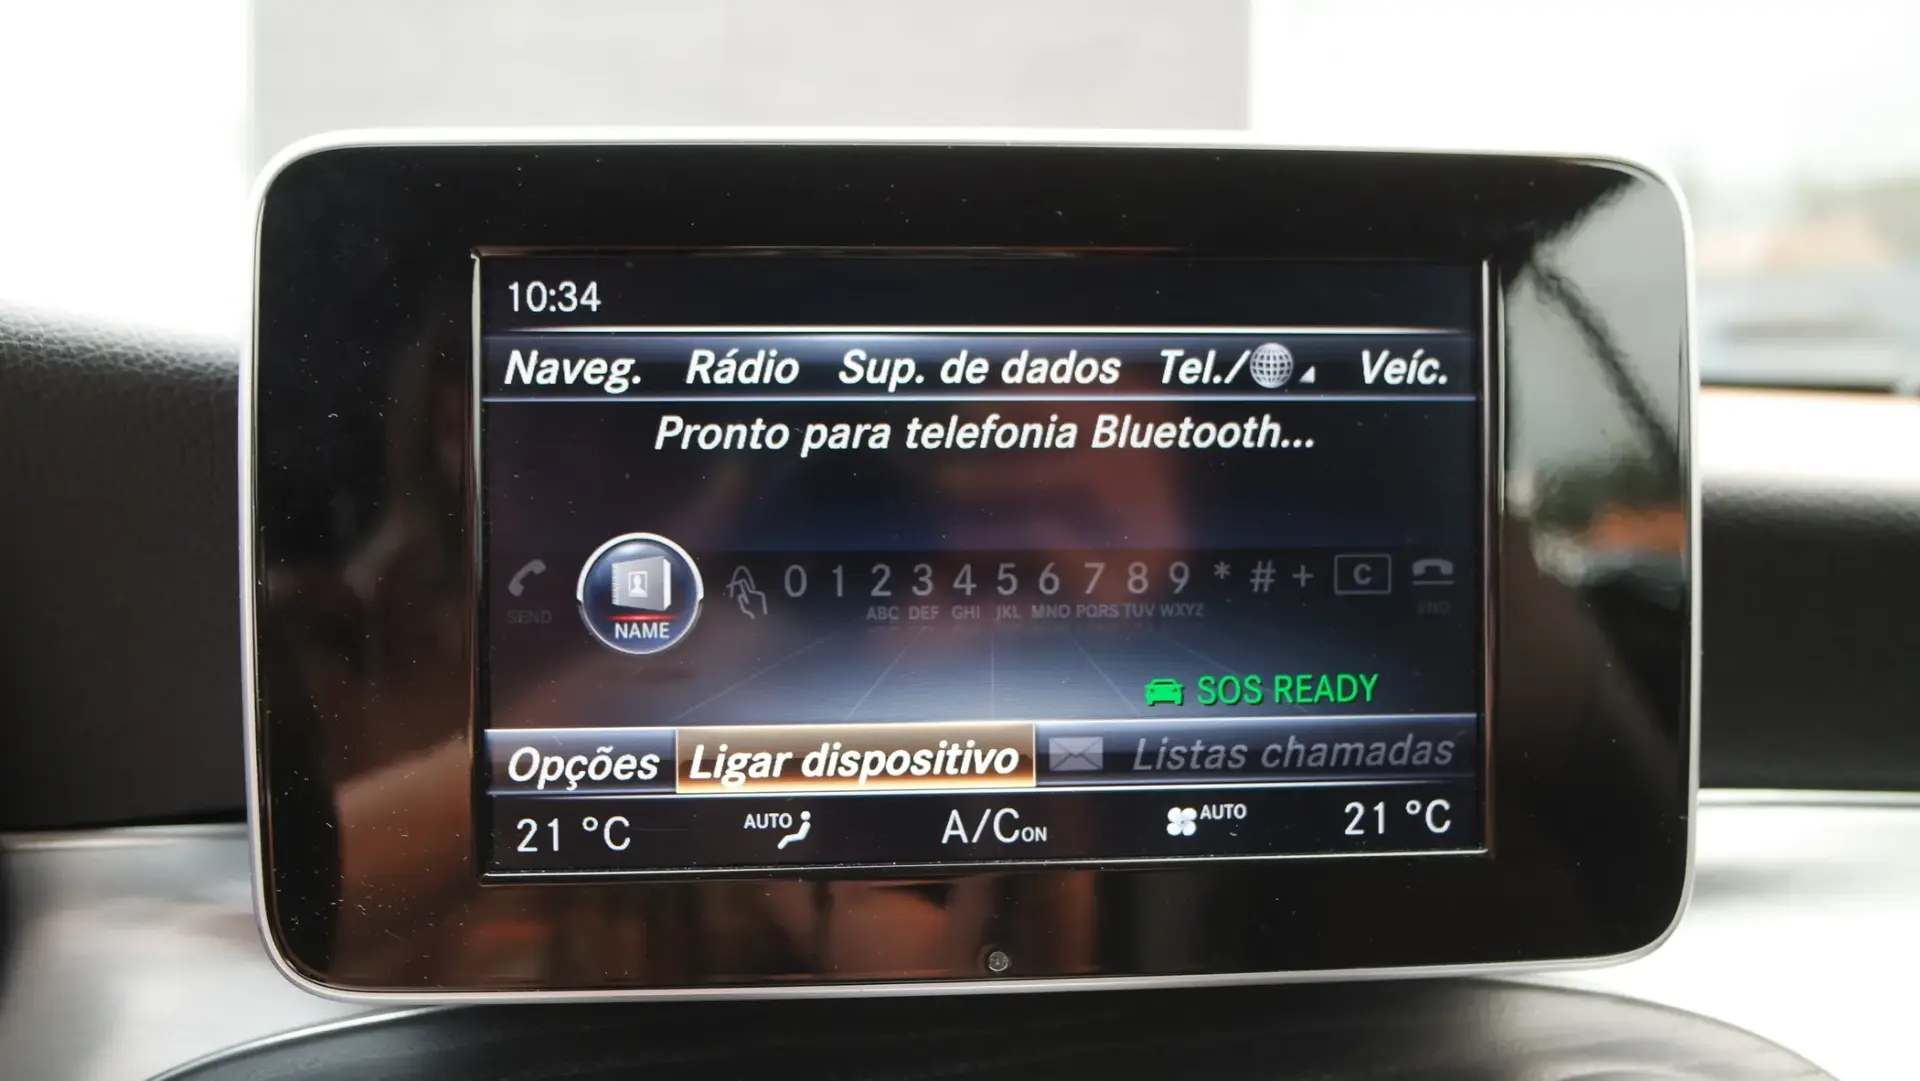 10:34
Naveg. Rádio Sup. de dados Tel./ Veíc.
Pronto para telefonia Bluetooth...
0 1 2 3 4 5 6 7 8 9 * # + C
SEND NAME ABC DEF GHI JKL MNO PQRS TUV WXYZ END
SOS READY
Opções Ligar dispositivo Listas chamadas
21 °C AUTO A/C ON AUTO 21 °C